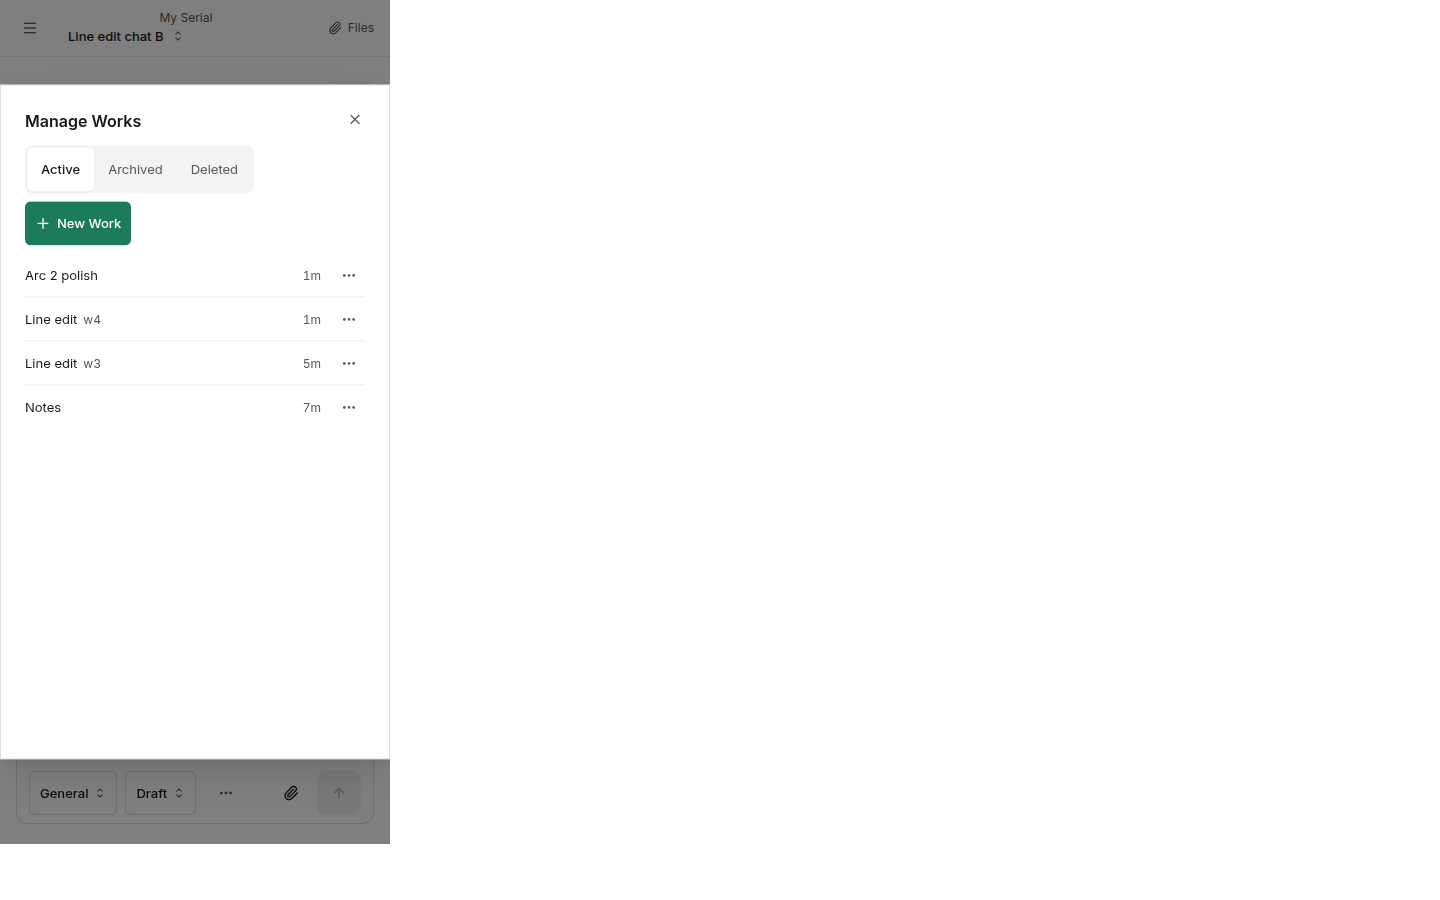 My Serial
Line edit chat B
Files
Manage Works
Active Archived Deleted
New Work
Arc 2 polish 1m
Line edit w4 1m
Line edit w3 5m
Notes 7m
General Draft